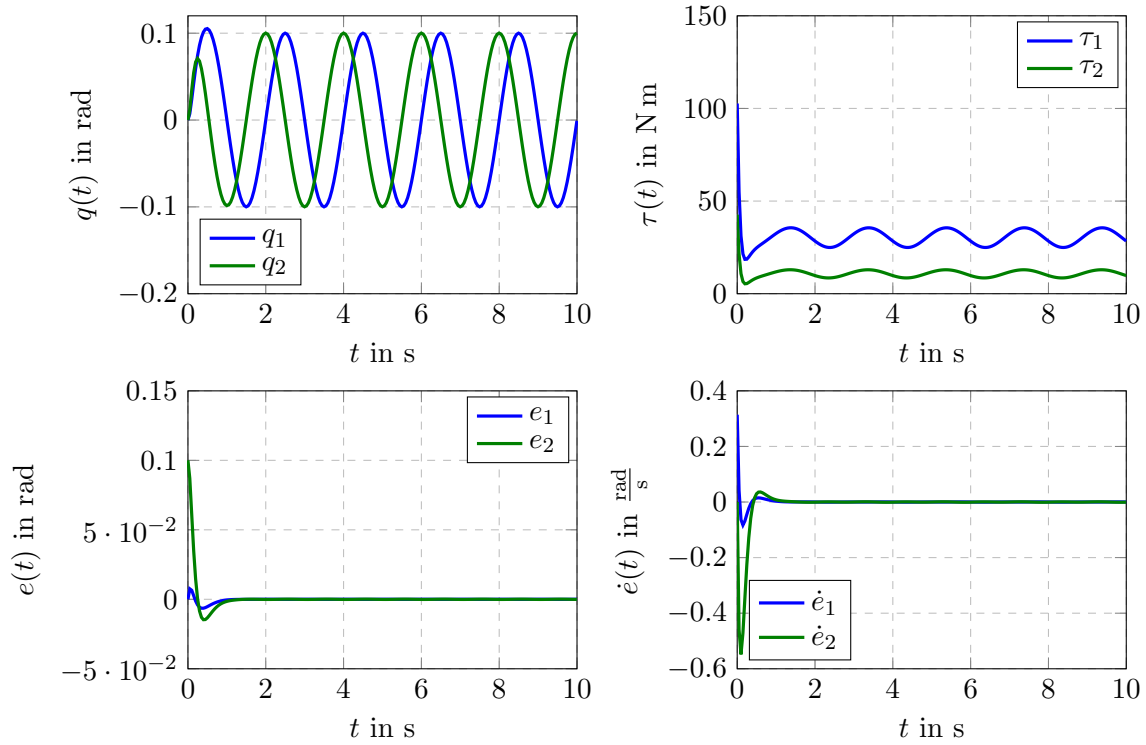 0.1
0
−0.1
−0.2
q(t) in rad
q₁
q₂
0 2 4 6 8 10
t in s
150
100
50
0
τ(t) in N m
τ₁
τ₂
0 2 4 6 8 10
t in s
0.15
0.1
5 · 10⁻²
0
−5 · 10⁻²
e(t) in rad
e₁
e₂
0 2 4 6 8 10
t in s
0.4
0.2
0
−0.2
−0.4
−0.6
ė(t) in rad/s
ė₁
ė₂
0 2 4 6 8 10
t in s